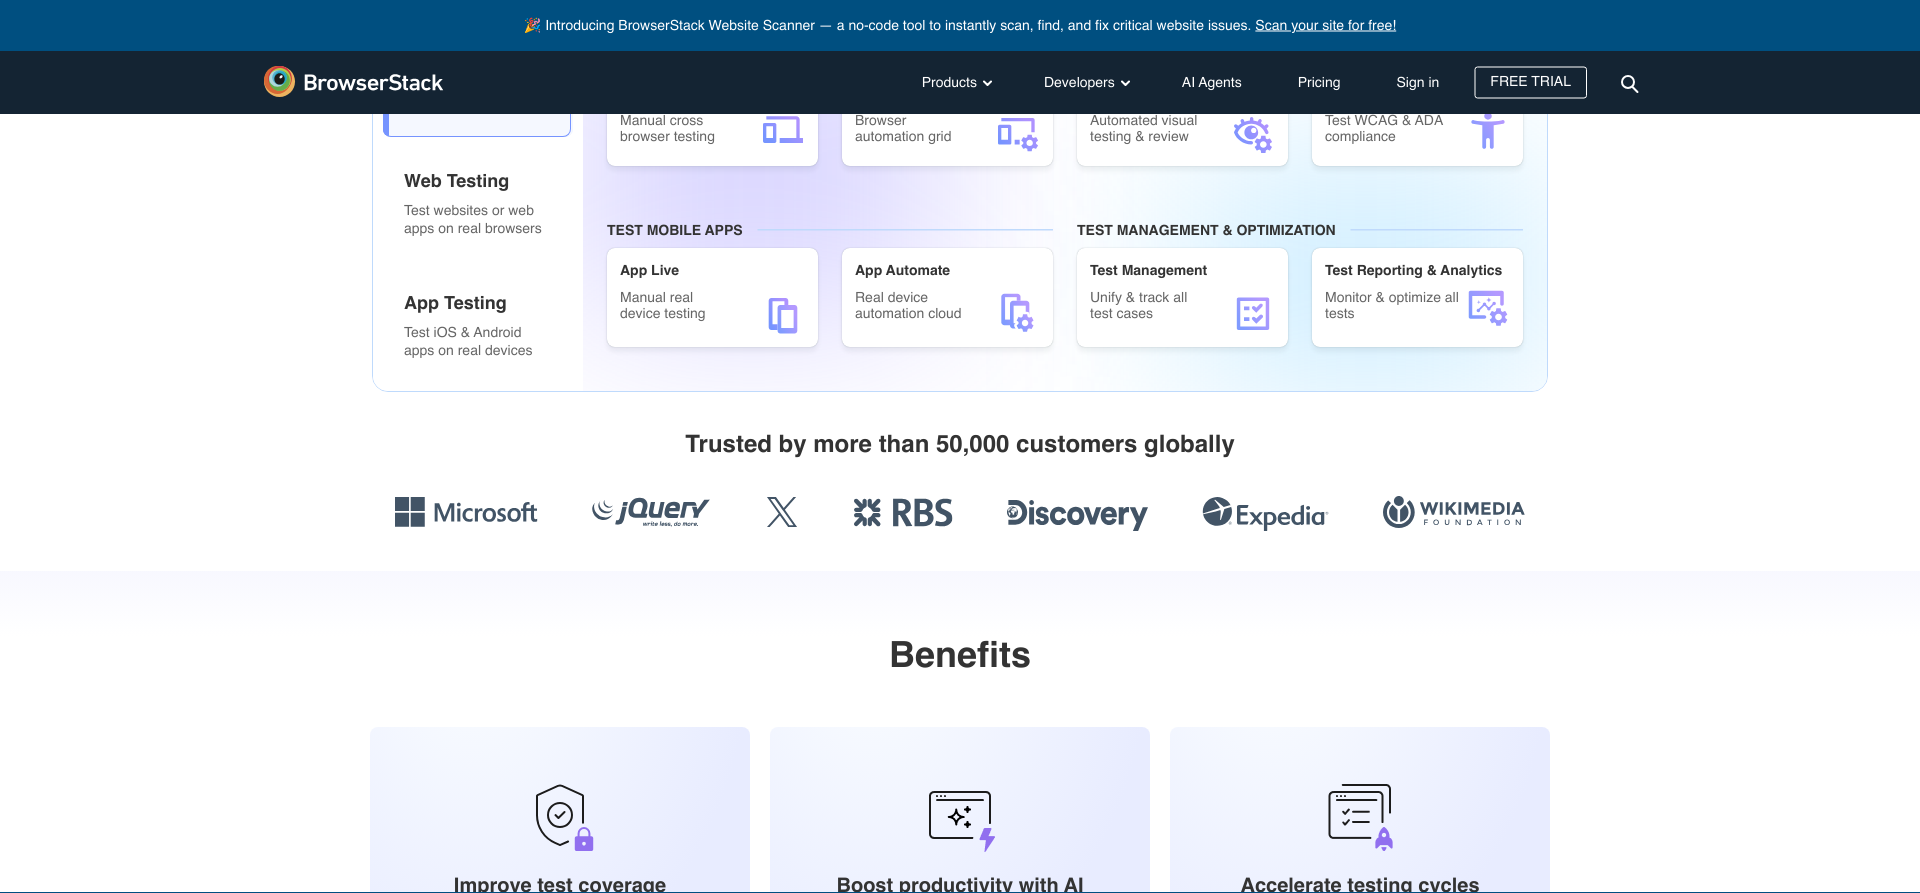 🎉 Introducing BrowserStack Website Scanner — a no-code tool to instantly scan, find, and fix critical website issues. Scan your site for free!
BrowserStack
Products
Developers
AI Agents
Pricing
Sign in
FREE TRIAL
Manual cross
browser testing
Browser
automation grid
Automated visual
testing & review
Test WCAG & ADA
compliance
Web Testing
Test websites or web
apps on real browsers
App Testing
Test iOS & Android
apps on real devices
TEST MOBILE APPS
App Live
Manual real
device testing
App Automate
Real device
automation cloud
TEST MANAGEMENT & OPTIMIZATION
Test Management
Unify & track all
test cases
Test Reporting & Analytics
Monitor & optimize all
tests
Trusted by more than 50,000 customers globally
Microsoft
jQuery
write less, do more.
X
RBS
Discovery
Expedia
WIKIMEDIA
FOUNDATION
Benefits
Improve test coverage
Boost productivity with AI
Accelerate testing cycles